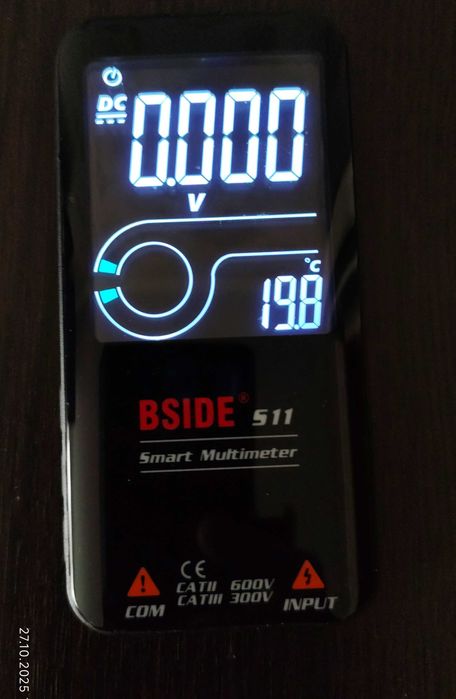 DC
0.000
V
°C
19.8
BSIDE® S11
Smart Multimeter
CE
CATII 600V
CATIII 300V
COM
INPUT
27.10.2025